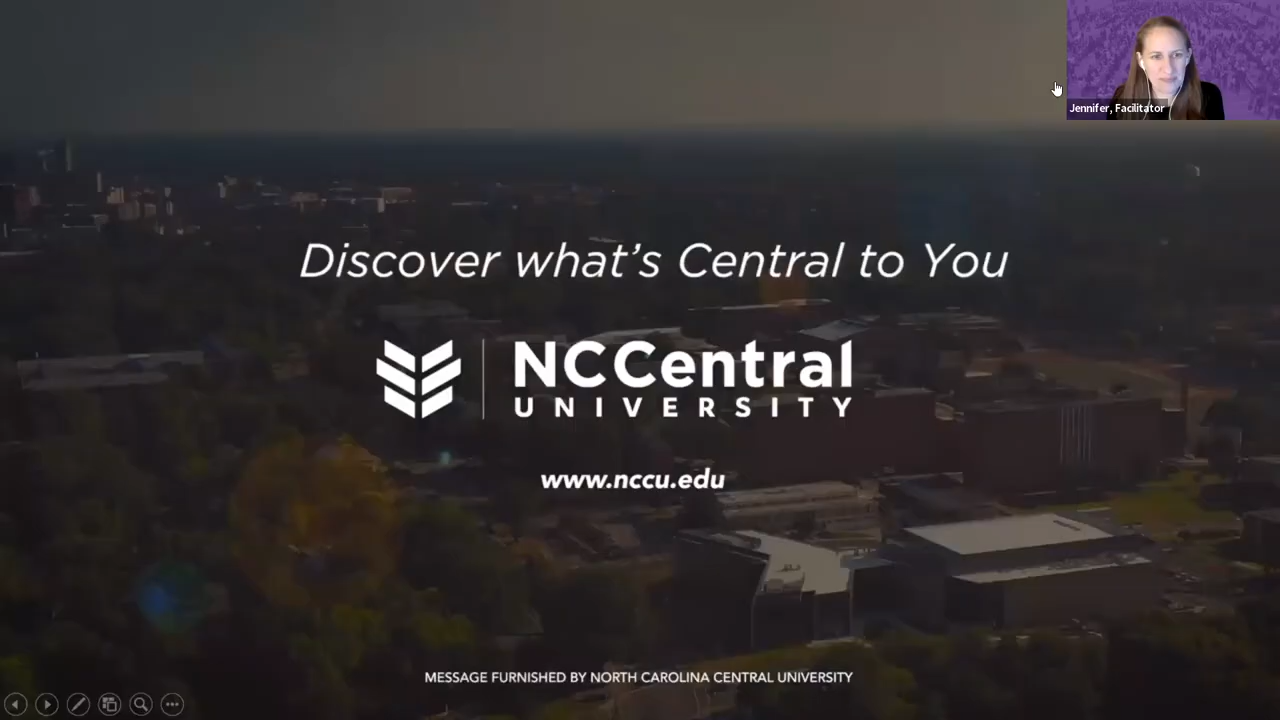 Jennifer, Facilitator
Discover what's Central to You
NCCentral
UNIVERSITY
www.nccu.edu
MESSAGE FURNISHED BY NORTH CAROLINA CENTRAL UNIVERSITY